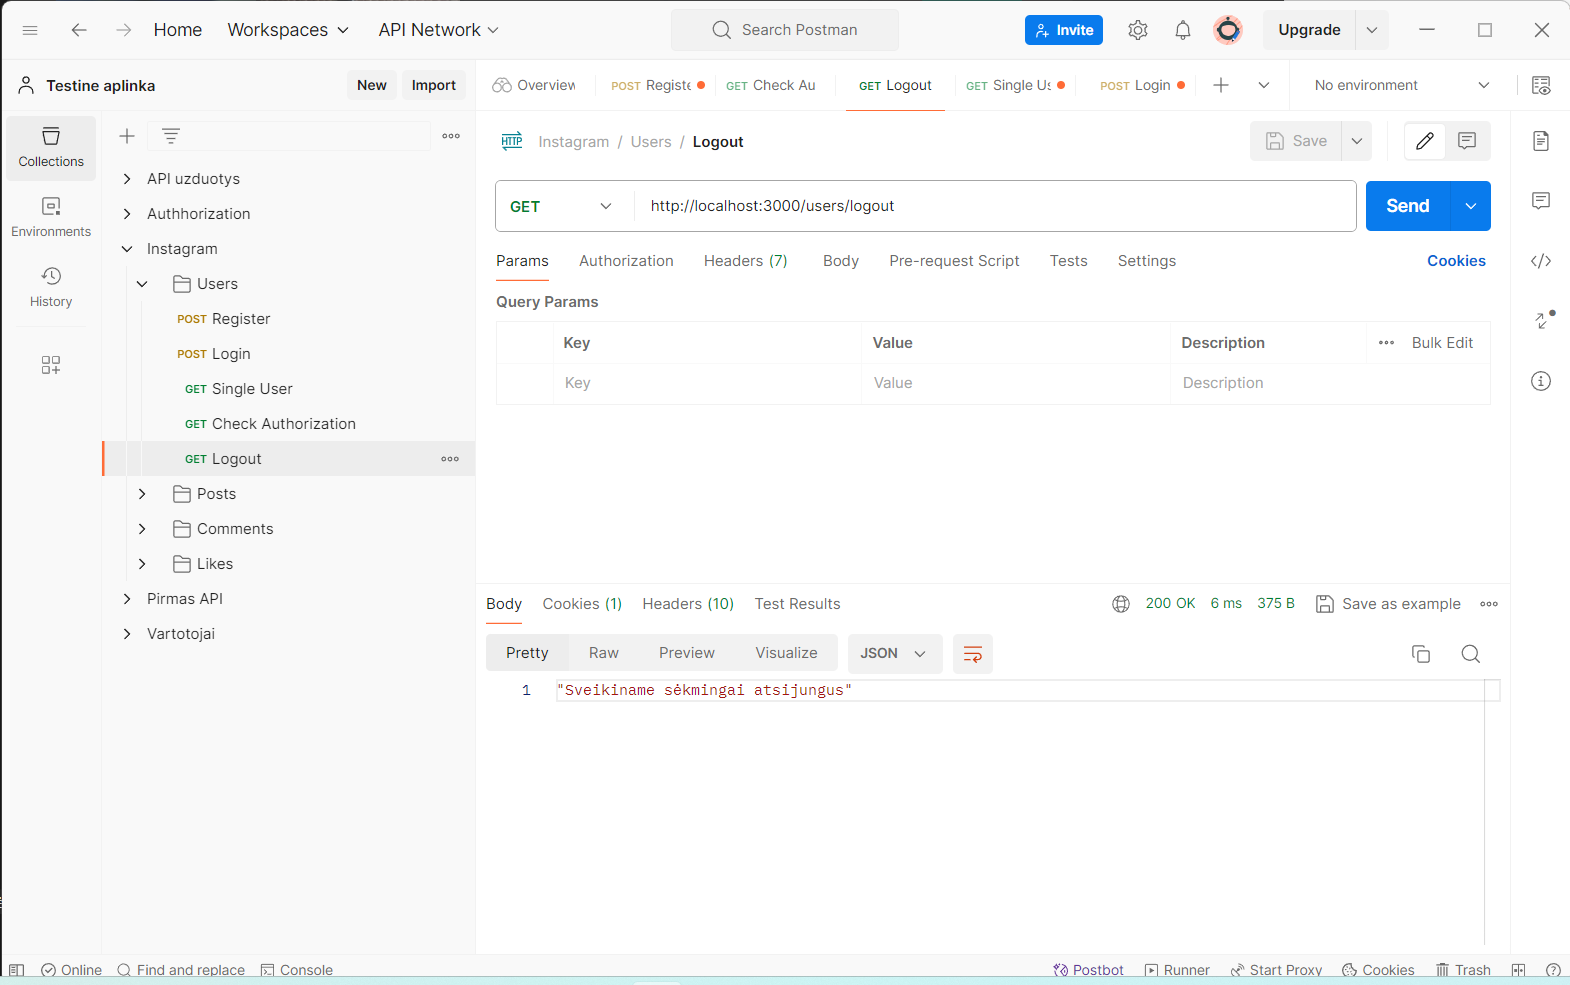 Home Workspaces API Network Search Postman Invite Upgrade
Testine aplinka New Import Overview POST Registe GET Check Au GET Logout GET Single Us POST Login No environment
Collections
Environments
History
API uzduotys
Authhorization
Instagram
Users
POST Register
POST Login
GET Single User
GET Check Authorization
GET Logout
Posts
Comments
Likes
Pirmas API
Vartotojai
HTTP Instagram / Users / Logout Save
GET http://localhost:3000/users/logout Send
Params Authorization Headers (7) Body Pre-request Script Tests Settings Cookies
Query Params
Key Value Description Bulk Edit
Key Value Description
Body Cookies (1) Headers (10) Test Results 200 OK 6 ms 375 B Save as example
Pretty Raw Preview Visualize JSON
1 "Sveikiname sėkmingai atsijungus"
Online Find and replace Console Postbot Runner Start Proxy Cookies Trash